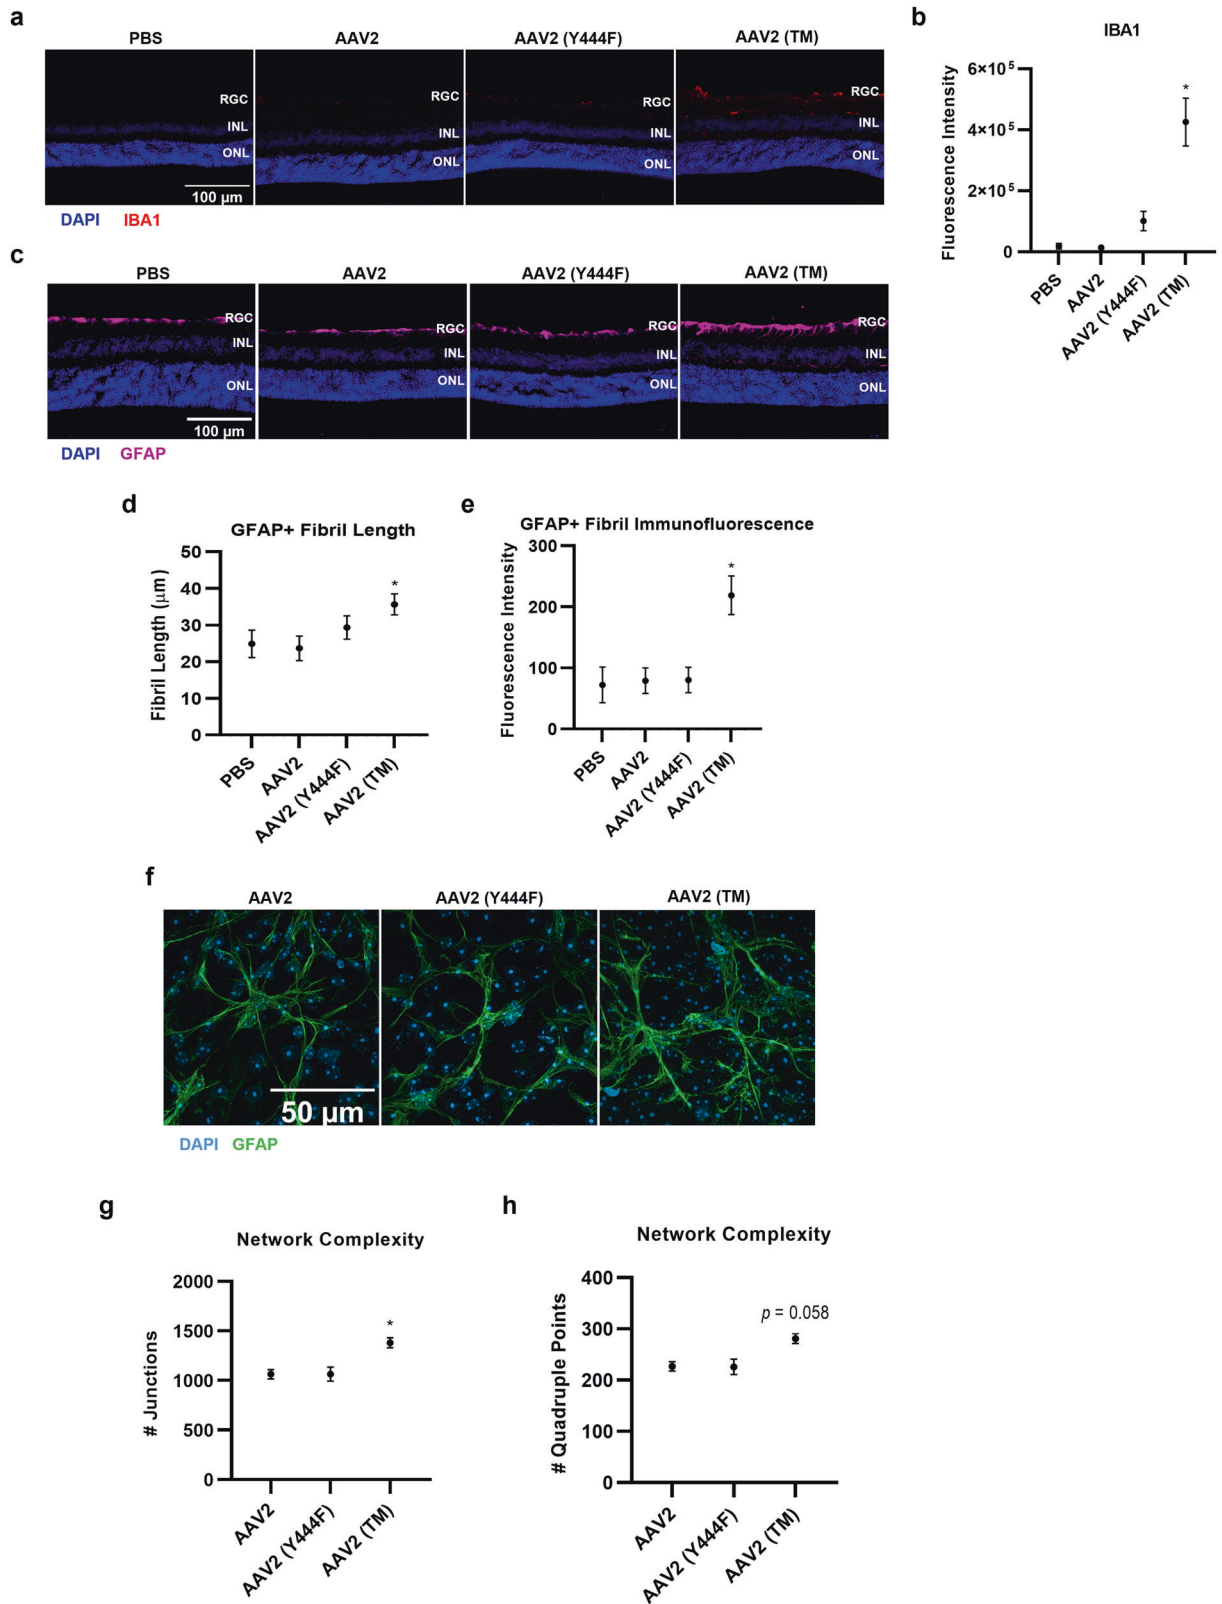 a
PBS
AAV2
AAV2 (Y444F)
AAV2 (TM)
RGC
INL
ONL
RGC
INL
ONL
RGC
INL
ONL
RGC
INL
ONL
100 µm
DAPI IBA1
b
IBA1
Fluorescence Intensity
6×10⁵
4×10⁵
2×10⁵
0
PBS
AAV2
AAV2 (Y444F)
AAV2 (TM)
*
c
PBS
AAV2
AAV2 (Y444F)
AAV2 (TM)
RGC
INL
ONL
RGC
INL
ONL
RGC
INL
ONL
RGC
INL
ONL
100 µm
DAPI GFAP
d
GFAP+ Fibril Length
Fibril Length (µm)
50
40
30
20
10
0
*
PBS
AAV2
AAV2 (Y444F)
AAV2 (TM)
e
GFAP+ Fibril Immunofluorescence
Fluorescence Intensity
300
200
100
0
*
PBS
AAV2
AAV2 (Y444F)
AAV2 (TM)
f
AAV2
AAV2 (Y444F)
AAV2 (TM)
50 µm
DAPI GFAP
g
Network Complexity
# Junctions
2000
1500
1000
500
0
*
AAV2
AAV2 (Y444F)
AAV2 (TM)
h
Network Complexity
# Quadruple Points
400
300
200
100
0
p = 0.058
AAV2
AAV2 (Y444F)
AAV2 (TM)